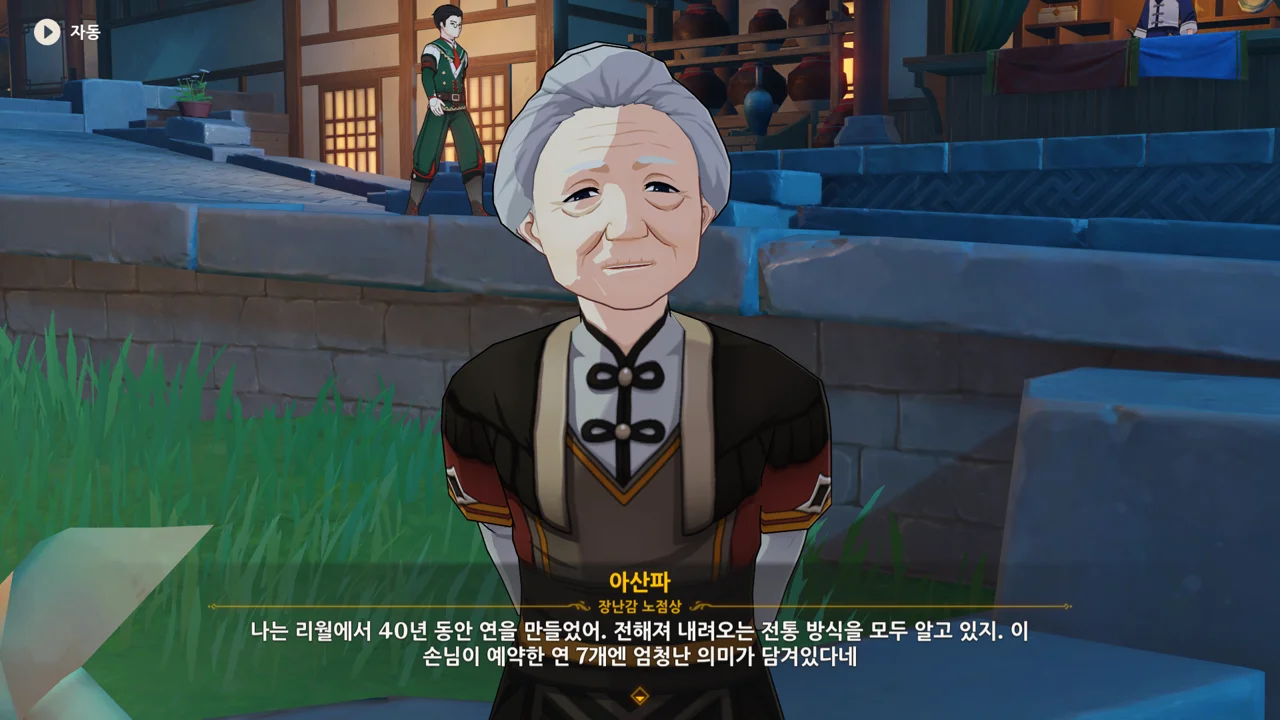 자동
아산파
장난감 노점상
나는 리월에서 40년 동안 연을 만들었어. 전해져 내려오는 전통 방식을 모두 알고 있지. 이
손님이 예약한 연 7개엔 엄청난 의미가 담겨있다네